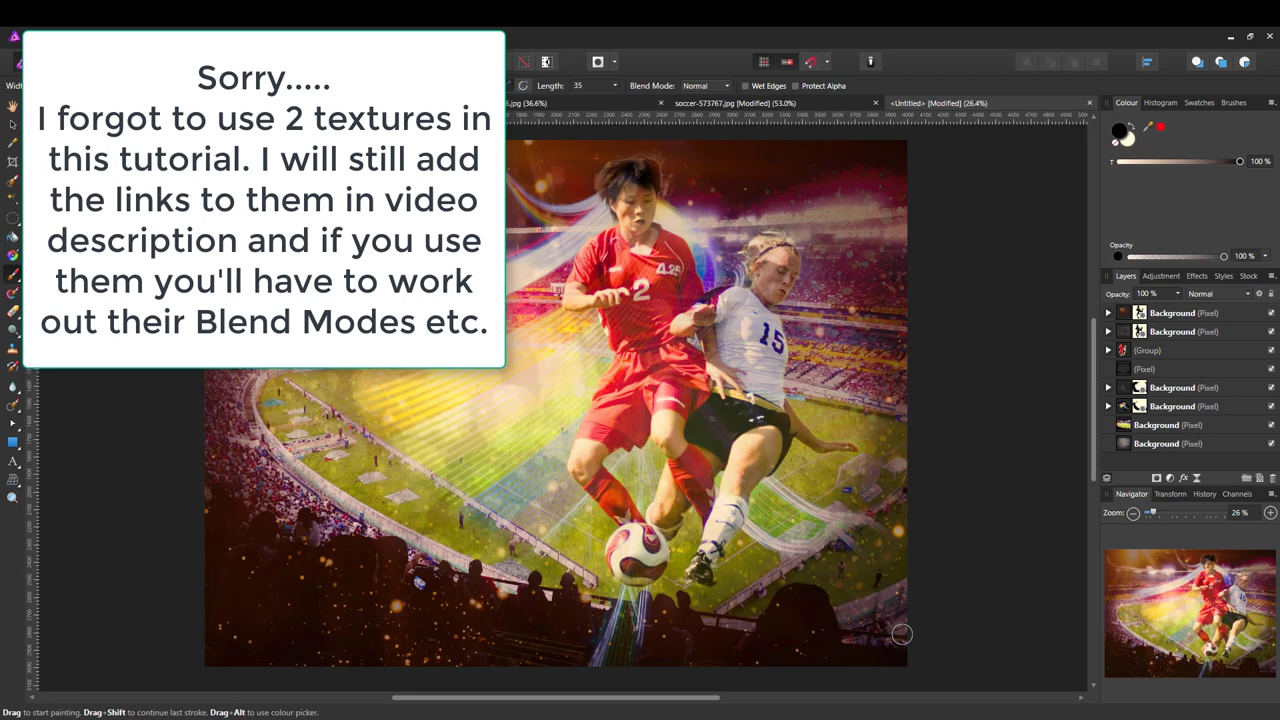 Sorry.....
I forgot to use 2 textures in
this tutorial. I will still add
the links to them in video
description and if you use
them you'll have to work
out their Blend Modes etc.
Length: 35 Blend Mode: Normal Wet Edges Protect Alpha
.jpg (36.6%) soccer-573767.jpg [Modified] (53.0%) <Untitled> [Modified] (26.4%)
Colour Histogram Swatches Brushes
T 100 %
Opacity
100 %
Layers Adjustment Effects Styles Stock
Opacity: 100 % Normal
Background (Pixel)
Background (Pixel)
(Group)
(Pixel)
Background (Pixel)
Background (Pixel)
Background (Pixel)
Background (Pixel)
Navigator Transform History Channels
Zoom: 26 %
2
15
Drag to start painting. Drag+Shift to continue last stroke. Drag+Alt to use colour picker.